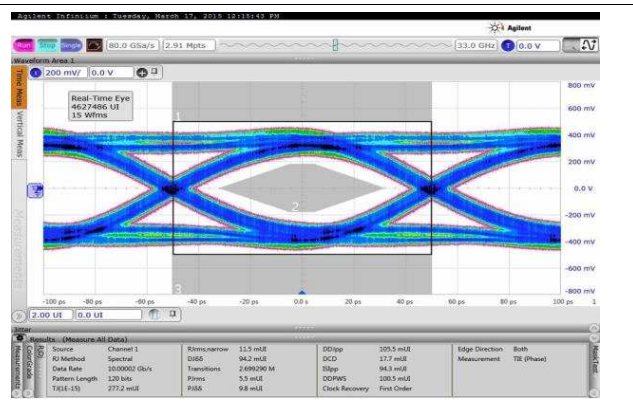 Agilent Infiniium : Tuesday, March 17, 2015 12:15:43 PM
Agilent
Run Stop Single 80.0 GSa/s 2.91 Mpts 33.0 GHz 0.0 V
Waveform Area 1
1 200 mV/ 0.0 V
Time Meas
Vertical Meas
Measurements
Real-Time Eye
4627486 UI
15 Wfms
1
2
3
800 mV
600 mV
400 mV
200 mV
0.0 V
-200 mV
-400 mV
-600 mV
-800 mV
-100 ps -80 ps -60 ps -40 ps -20 ps 0.0 s 20 ps 40 ps 60 ps 80 ps 100 ps 1
2.00 UI 0.0 UI
Jitter
Results (Measure All Data)
Measurements
ColorGrade
RJDJ
MaskTest
Source Channel 1 RJrms,narrow 11.5 mUI DDJpp 105.5 mUI Edge Direction Both
RJ Method Spectral DJδδ 94.2 mUI DCD 17.7 mUI Measurement TIE (Phase)
Data Rate 10.00002 Gb/s Transitions 2.699290 M ISIpp 94.3 mUI
Pattern Length 120 bits PJrms 5.5 mUI DDPWS 100.5 mUI
TJ(1E-15) 277.2 mUI PJδδ 9.8 mUI Clock Recovery First Order